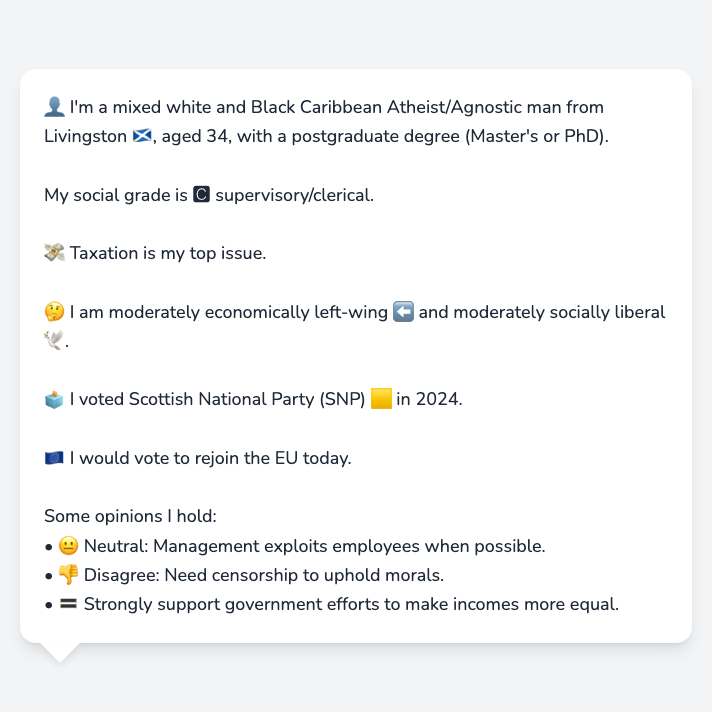 👤 I'm a mixed white and Black Caribbean Atheist/Agnostic man from
Livingston 🏴󠁧󠁢󠁳󠁣󠁴󠁿, aged 34, with a postgraduate degree (Master's or PhD).
My social grade is 🅲 supervisory/clerical.
💸 Taxation is my top issue.
🤔 I am moderately economically left-wing ⬅️ and moderately socially liberal
🕊️.
🗳️ I voted Scottish National Party (SNP) 🟨 in 2024.
🇪🇺 I would vote to rejoin the EU today.
Some opinions I hold:
• 😐 Neutral: Management exploits employees when possible.
• 👎 Disagree: Need censorship to uphold morals.
• 🟰 Strongly support government efforts to make incomes more equal.